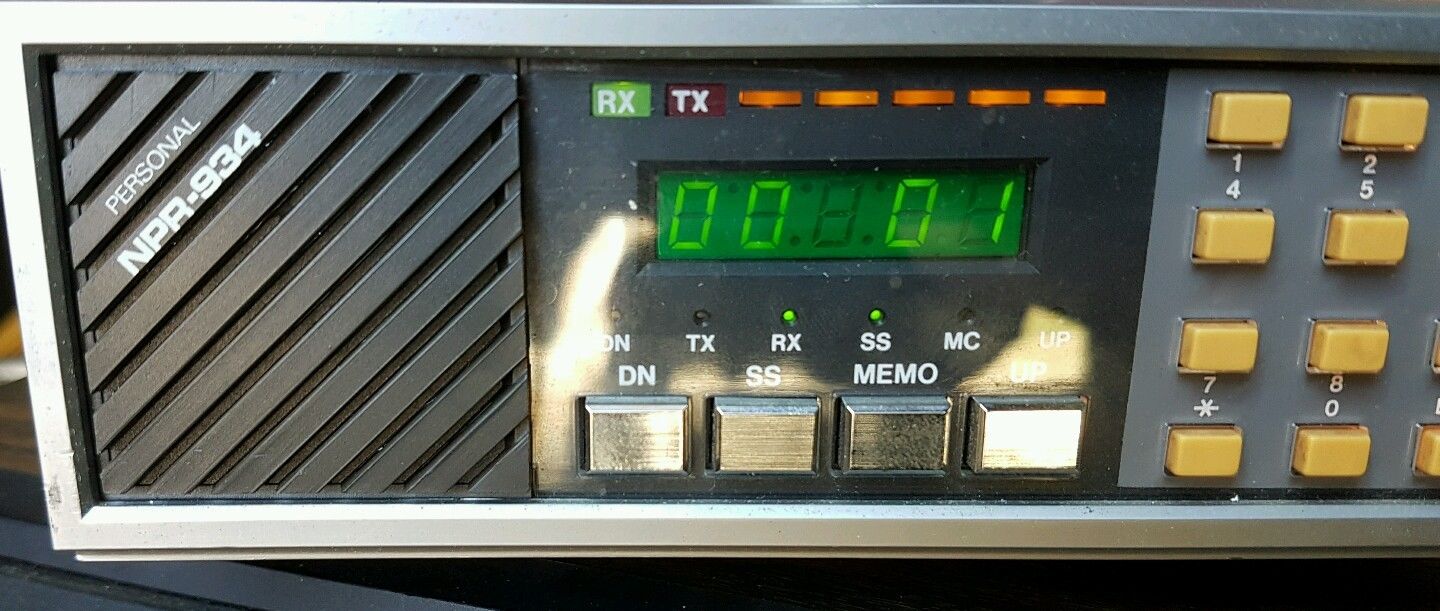 PERSONAL
NPR-934
RX TX
00 01
DN TX RX SS MC UP
DN SS MEMO UP
1 2
4 5
7 8
* 0